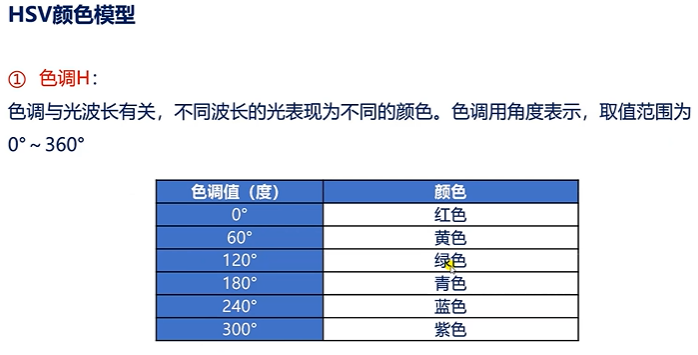 HSV颜色模型
① 色调H：
色调与光波长有关，不同波长的光表现为不同的颜色。色调用角度表示，取值范围为
0°～360°
色调值（度） 颜色
0° 红色
60° 黄色
120° 绿色
180° 青色
240° 蓝色
300° 紫色